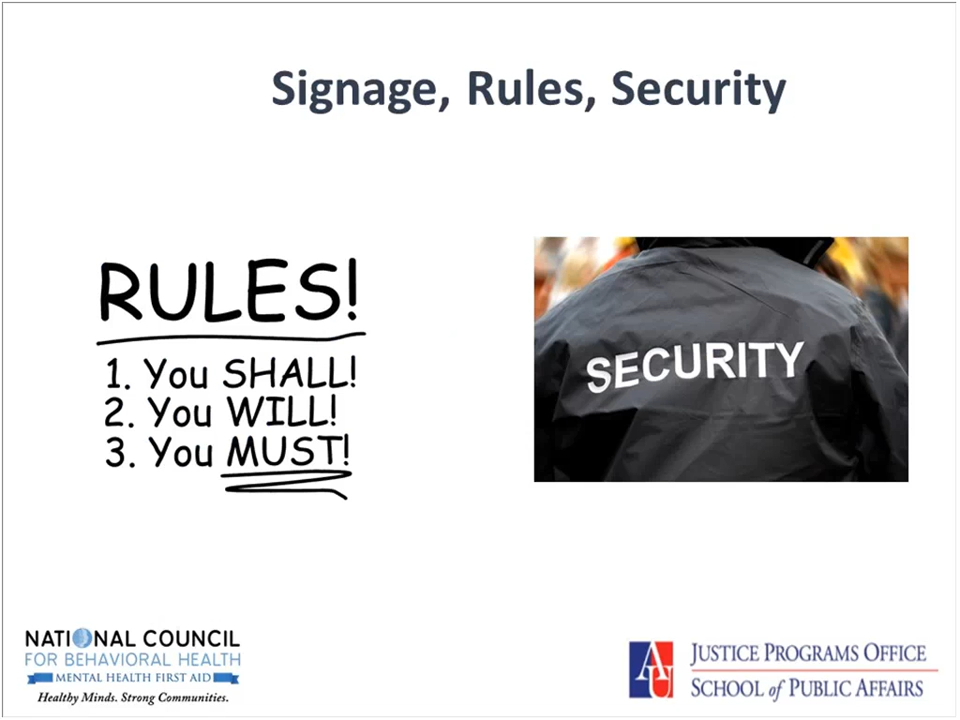 Signage, Rules, Security
RULES!
1. You SHALL!
2. You WILL!
3. You MUST!
SECURITY
NATIONAL COUNCIL
FOR BEHAVIORAL HEALTH
MENTAL HEALTH FIRST AID
Healthy Minds. Strong Communities.
AU
JUSTICE PROGRAMS OFFICE
SCHOOL of PUBLIC AFFAIRS